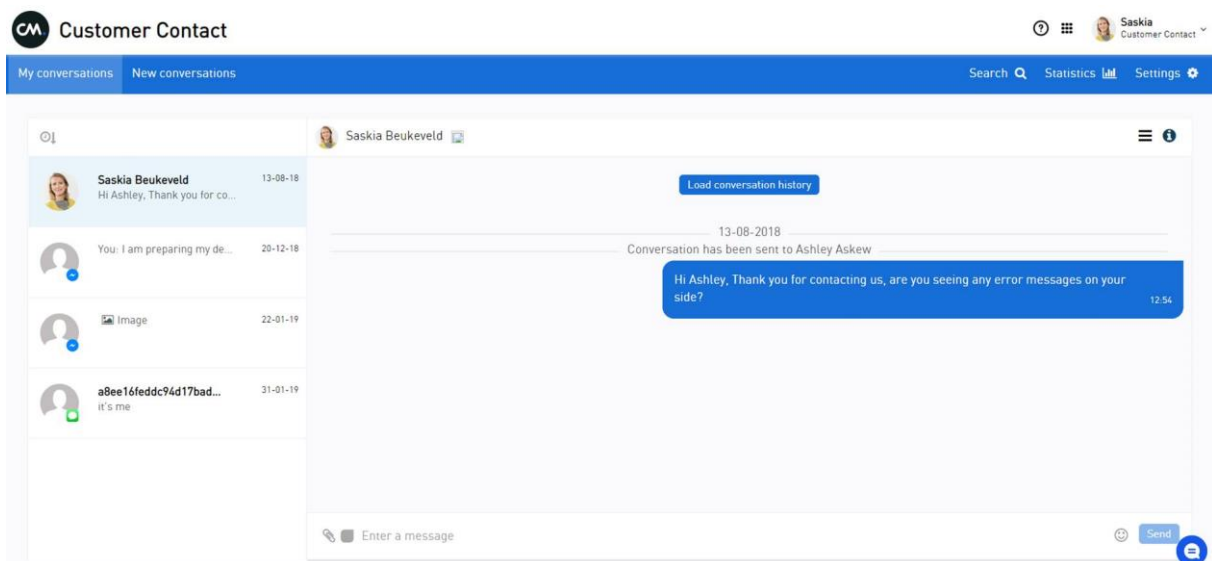 CM.
Customer Contact
Saskia
Customer Contact
My conversations
New conversations
Search
Statistics
Settings
Saskia Beukeveld
13-08-18
Hi Ashley, Thank you for co...
You: I am preparing my de...
20-12-18
Image
22-01-19
a8ee16feddc94d17bad...
31-01-19
it's me
Saskia Beukeveld
Load conversation history
13-08-2018
Conversation has been sent to Ashley Askew
Hi Ashley, Thank you for contacting us, are you seeing any error messages on your
side?
12:54
Enter a message
Send